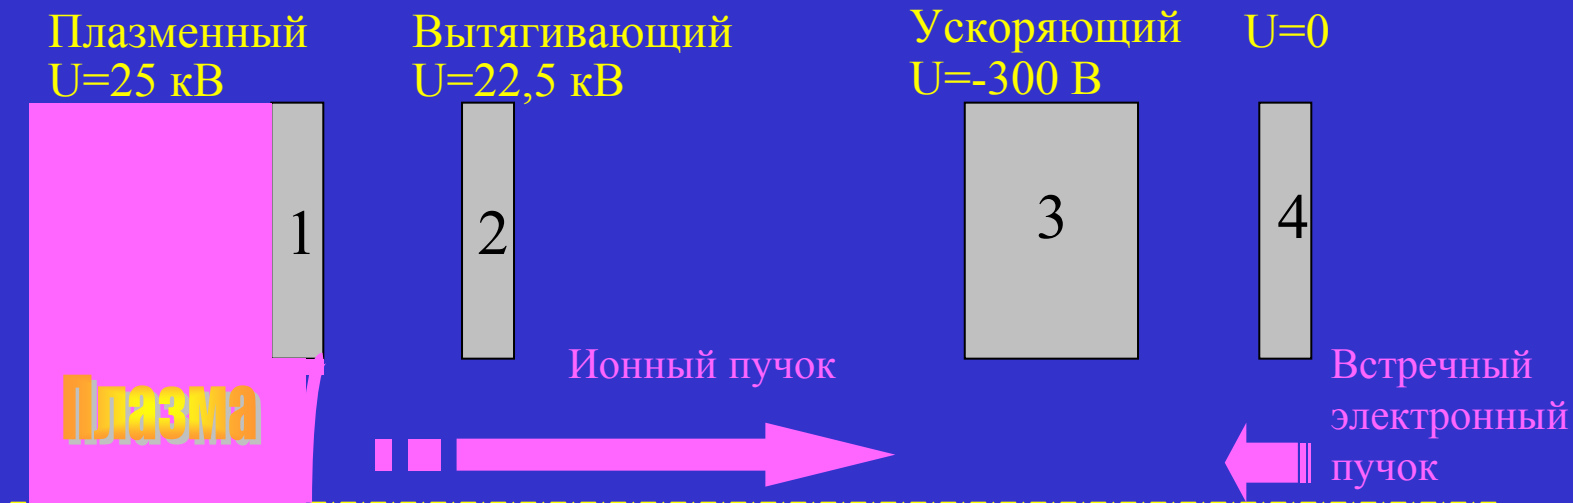 Плазменный
U=25 кВ
Вытягивающий
U=22,5 кВ
Ускоряющий
U=-300 В
U=0
1
2
3
4
Плазма
Ионный пучок
Встречный
электронный
пучок